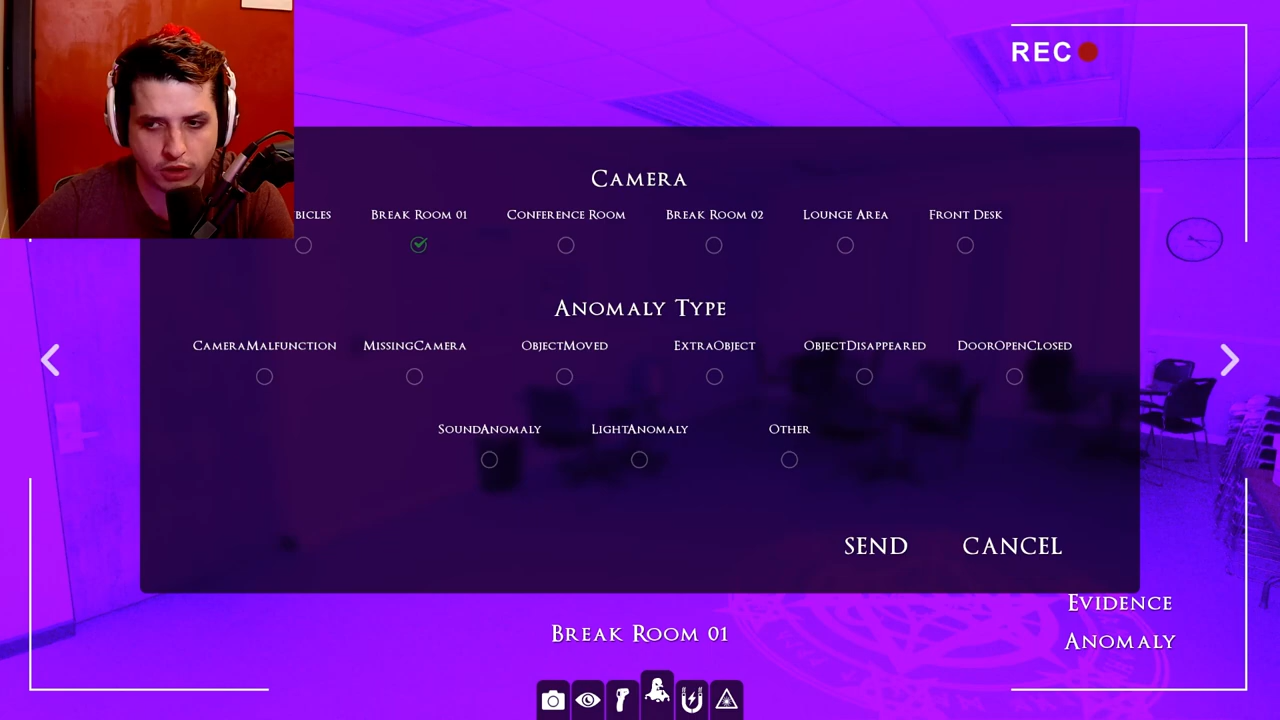 REC
CAMERA
BICLES BREAK ROOM 01 CONFERENCE ROOM BREAK ROOM 02 LOUNGE AREA FRONT DESK
ANOMALY TYPE
CAMERAMALFUNCTION MISSINGCAMERA OBJECTMOVED EXTRAOBJECT OBJECTDISAPPEARED DOOROPENCLOSED
SOUNDANOMALY LIGHTANOMALY OTHER
SEND CANCEL
EVIDENCE
BREAK ROOM 01
ANOMALY